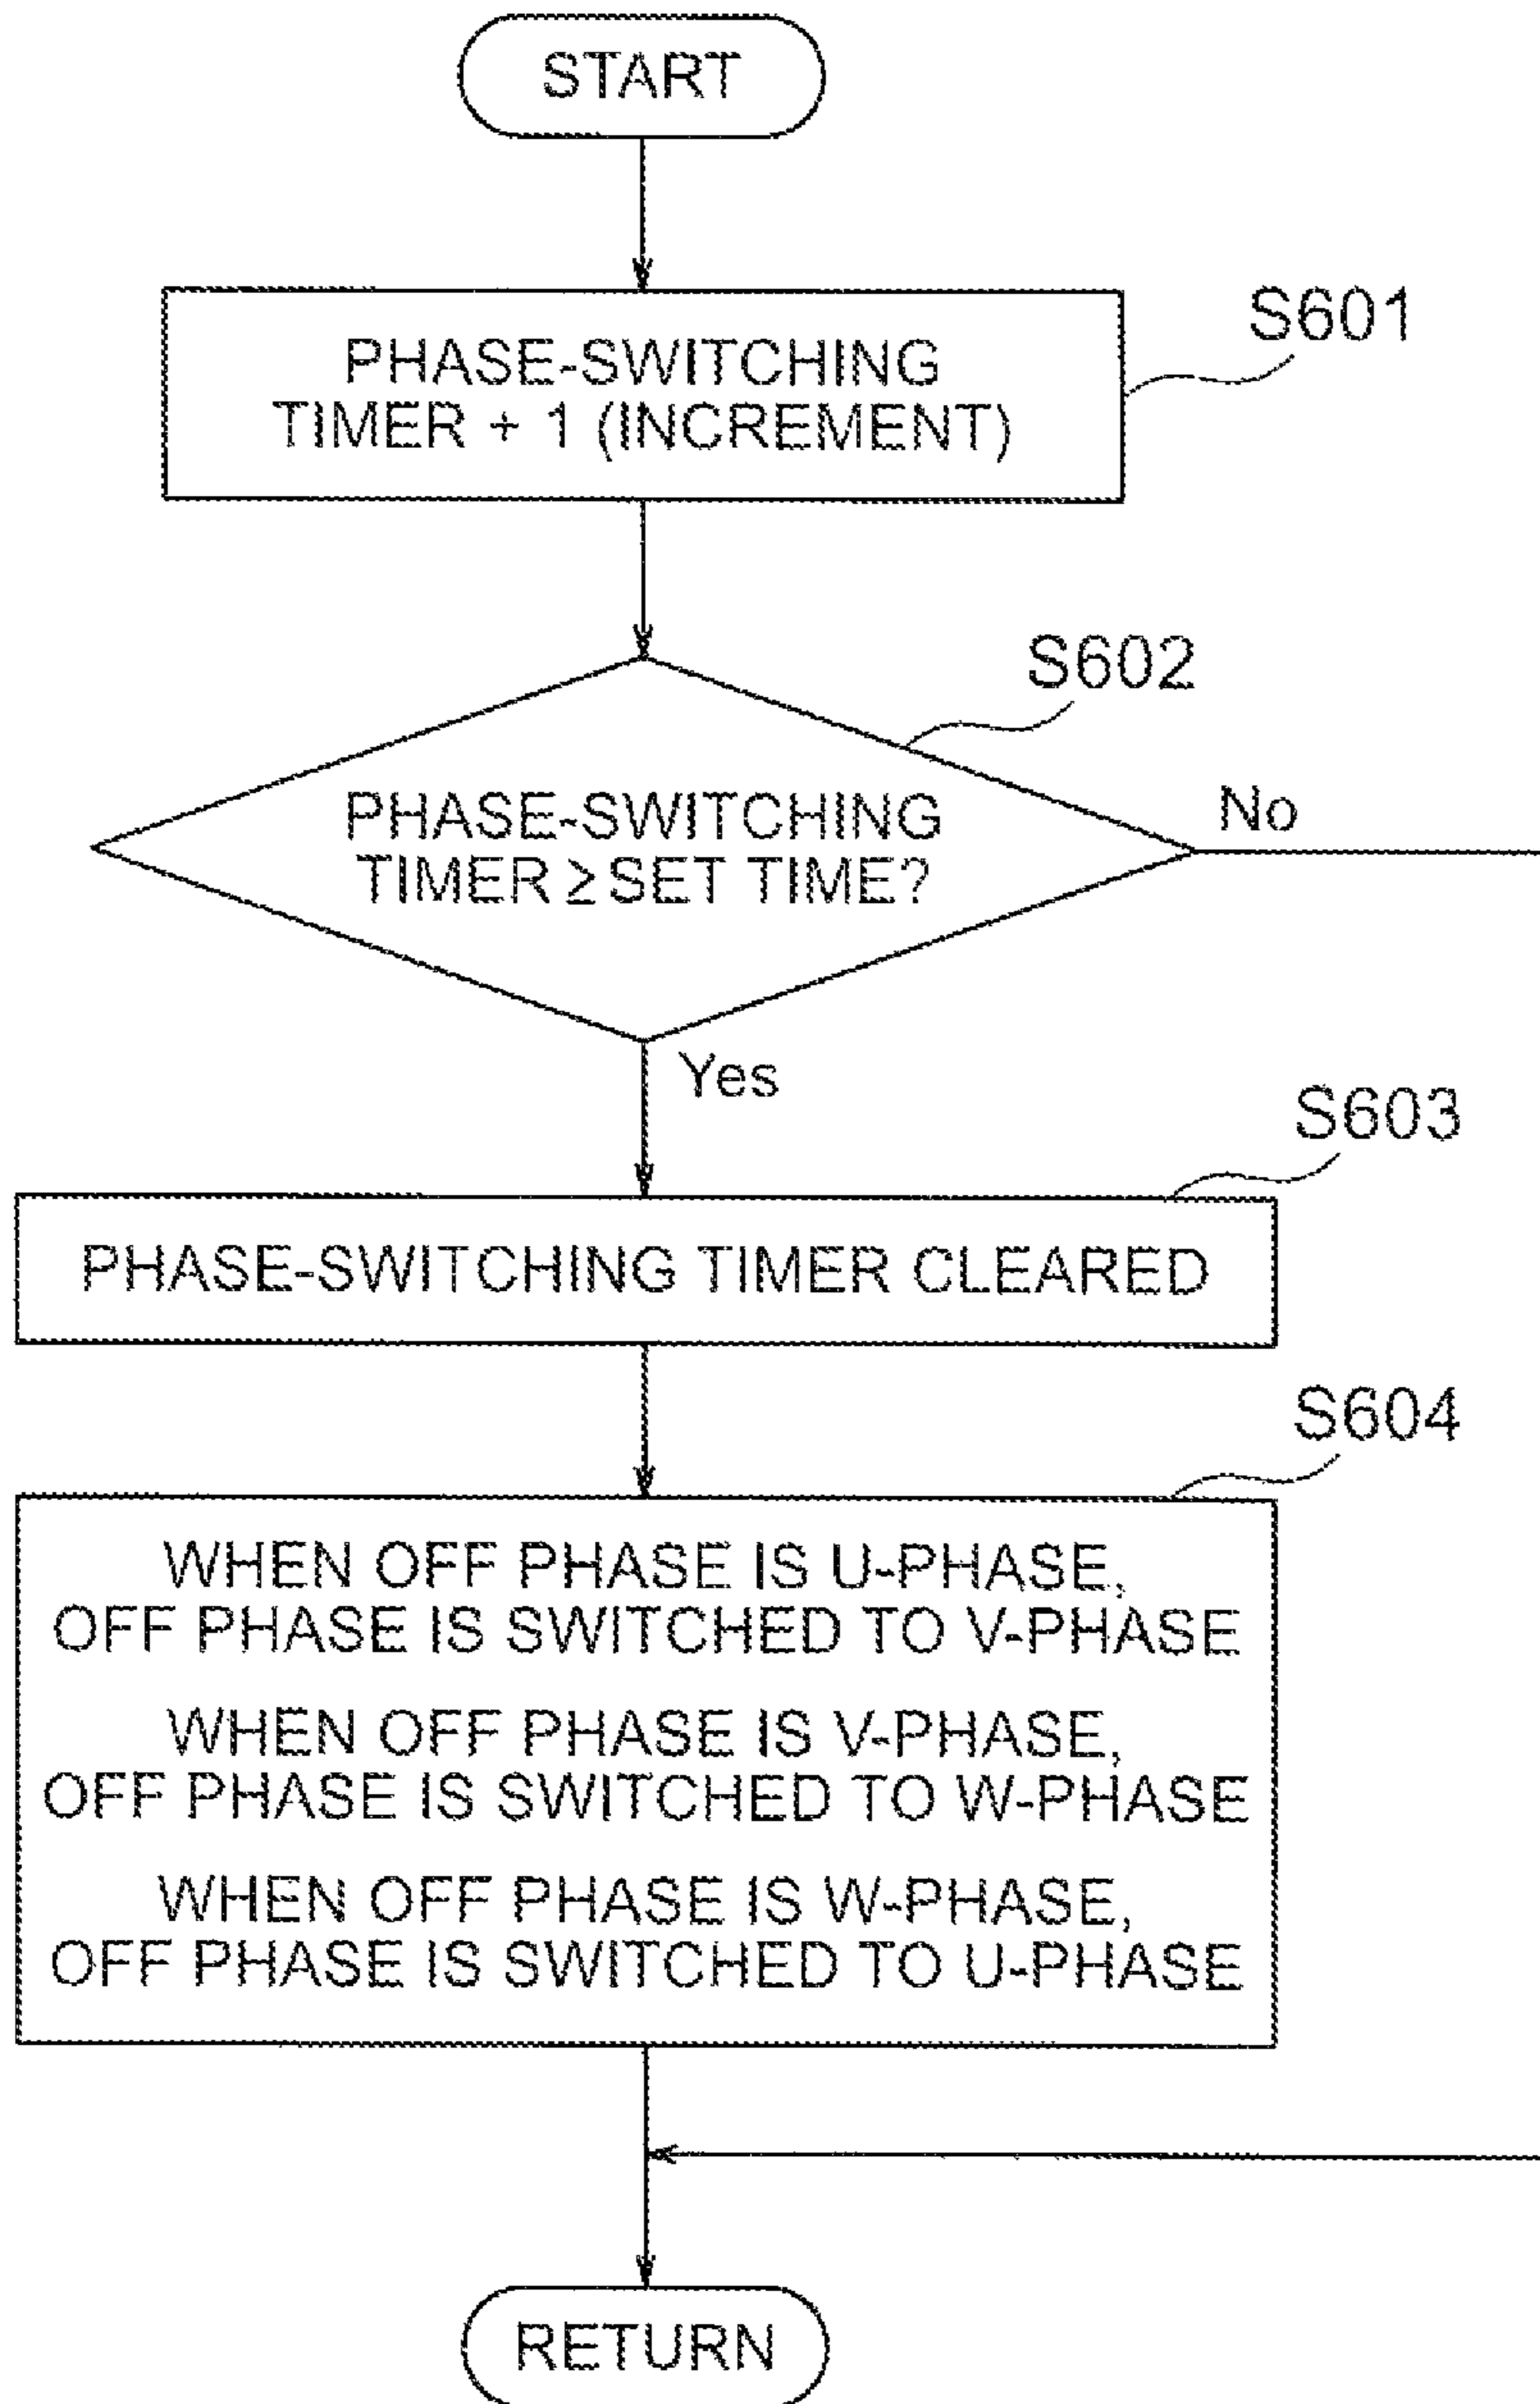 START
S601
PHASE-SWITCHING
TIMER + 1 (INCREMENT)
S602
PHASE-SWITCHING
TIMER ≥ SET TIME?
No
Yes
S603
PHASE-SWITCHING TIMER CLEARED
S604
WHEN OFF PHASE IS U-PHASE,
OFF PHASE IS SWITCHED TO V-PHASE
WHEN OFF PHASE IS V-PHASE,
OFF PHASE IS SWITCHED TO W-PHASE
WHEN OFF PHASE IS W-PHASE,
OFF PHASE IS SWITCHED TO U-PHASE
RETURN